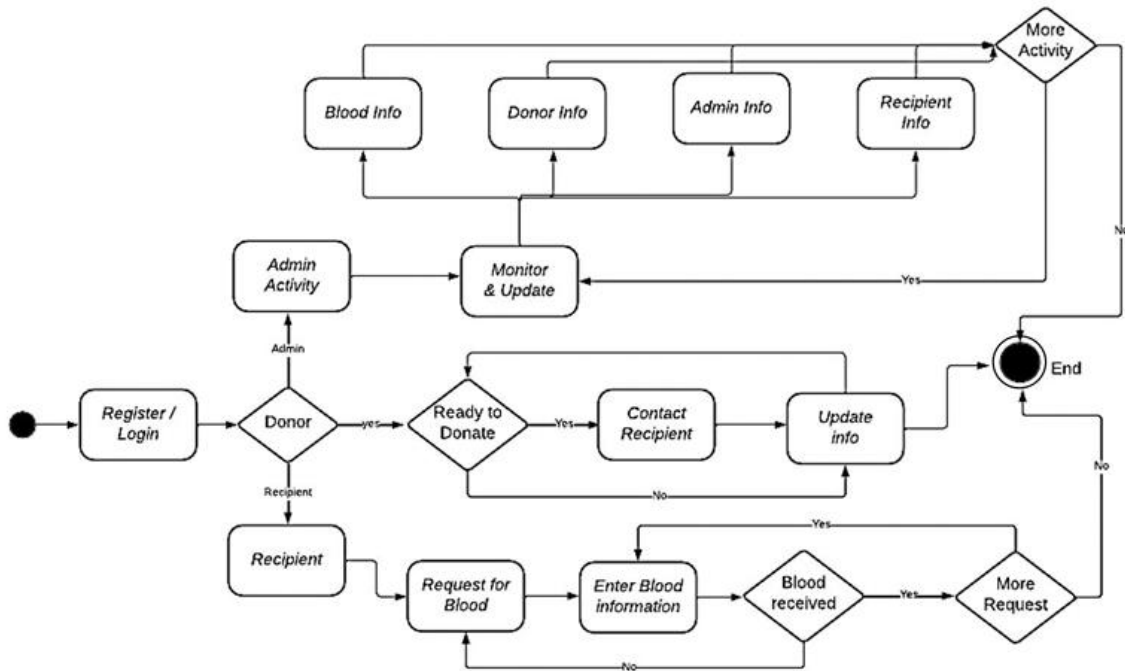 More
Activity
Blood Info
Donor Info
Admin Info
Recipient
Info
No
Admin
Activity
Monitor
& Update
Yes
Admin
End
Register /
Login
Donor
yes
Ready to
Donate
Yes
Contact
Recipient
Update
info
No
Recipient
No
Yes
Recipient
Request for
Blood
Enter Blood
information
Blood
received
Yes
More
Request
No